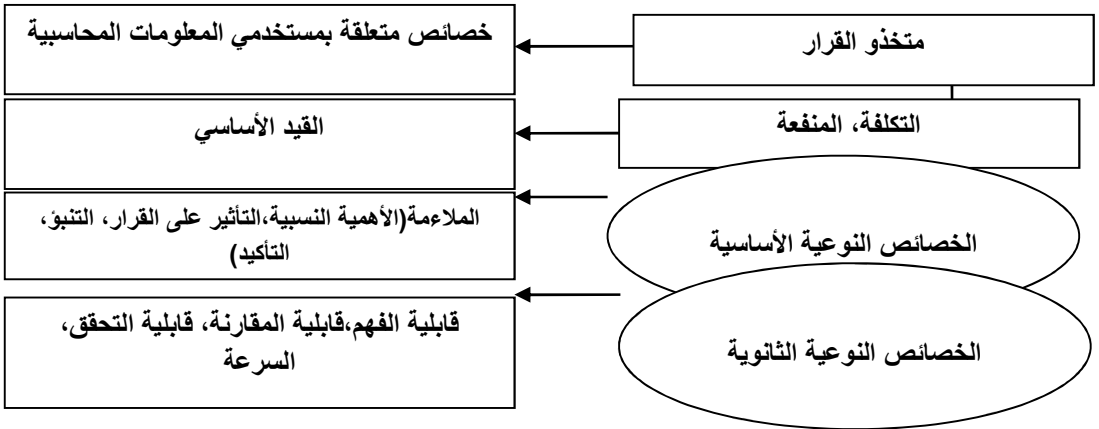 متخذو القرار
خصائص متعلقة بمستخدمي المعلومات المحاسبية
التكلفة، المنفعة
القيد الأساسي
الخصائص النوعية الأساسية
الملاءمة(الأهمية النسبية،التأثير على القرار، التنبؤ،
التأكيد)
الخصائص النوعية الثانوية
قابلية الفهم،قابلية المقارنة، قابلية التحقق،
السرعة